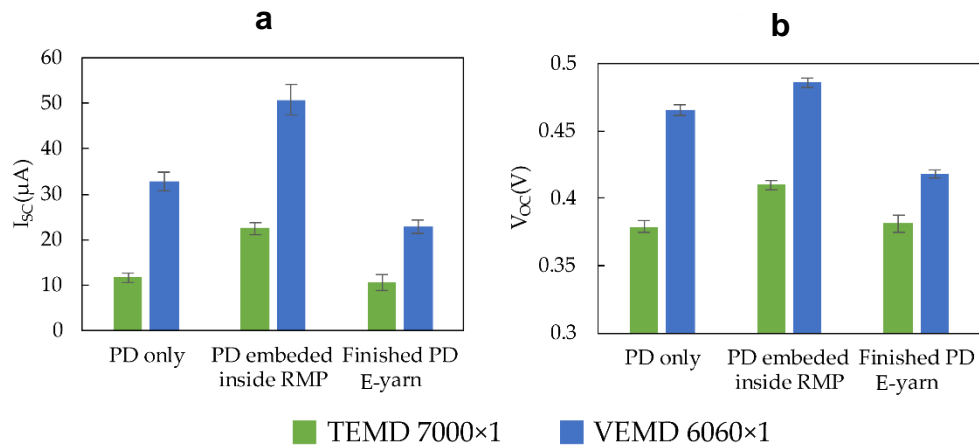 a
60
50
40
30
20
10
0
I_SC(µA)
PD only
PD embeded
inside RMP
Finished PD
E-yarn
b
0.5
0.45
0.4
0.35
0.3
V_OC(V)
PD only
PD embeded
inside RMP
Finished PD
E-yarn
TEMD 7000×1
VEMD 6060×1